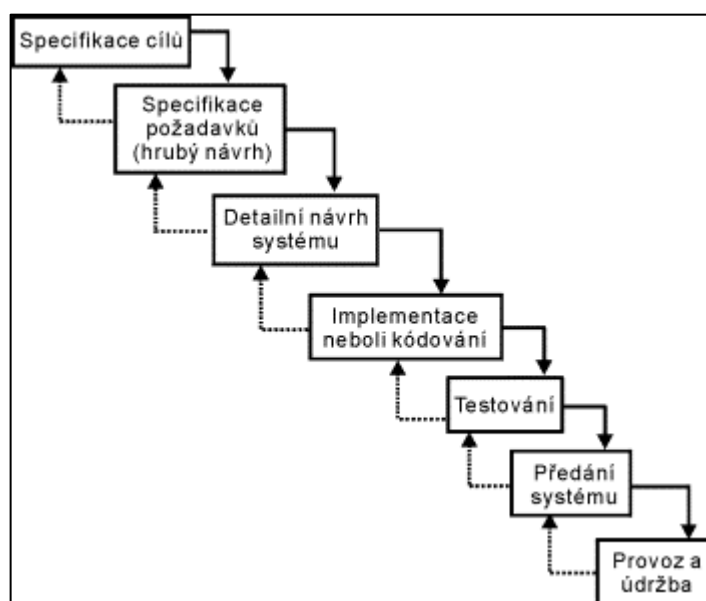 Specifikace cílů
Specifikace
požadavků
(hrubý návrh)
Detailní návrh
systému
Implementace
neboli kódování
Testování
Předání
systému
Provoz a
údržba